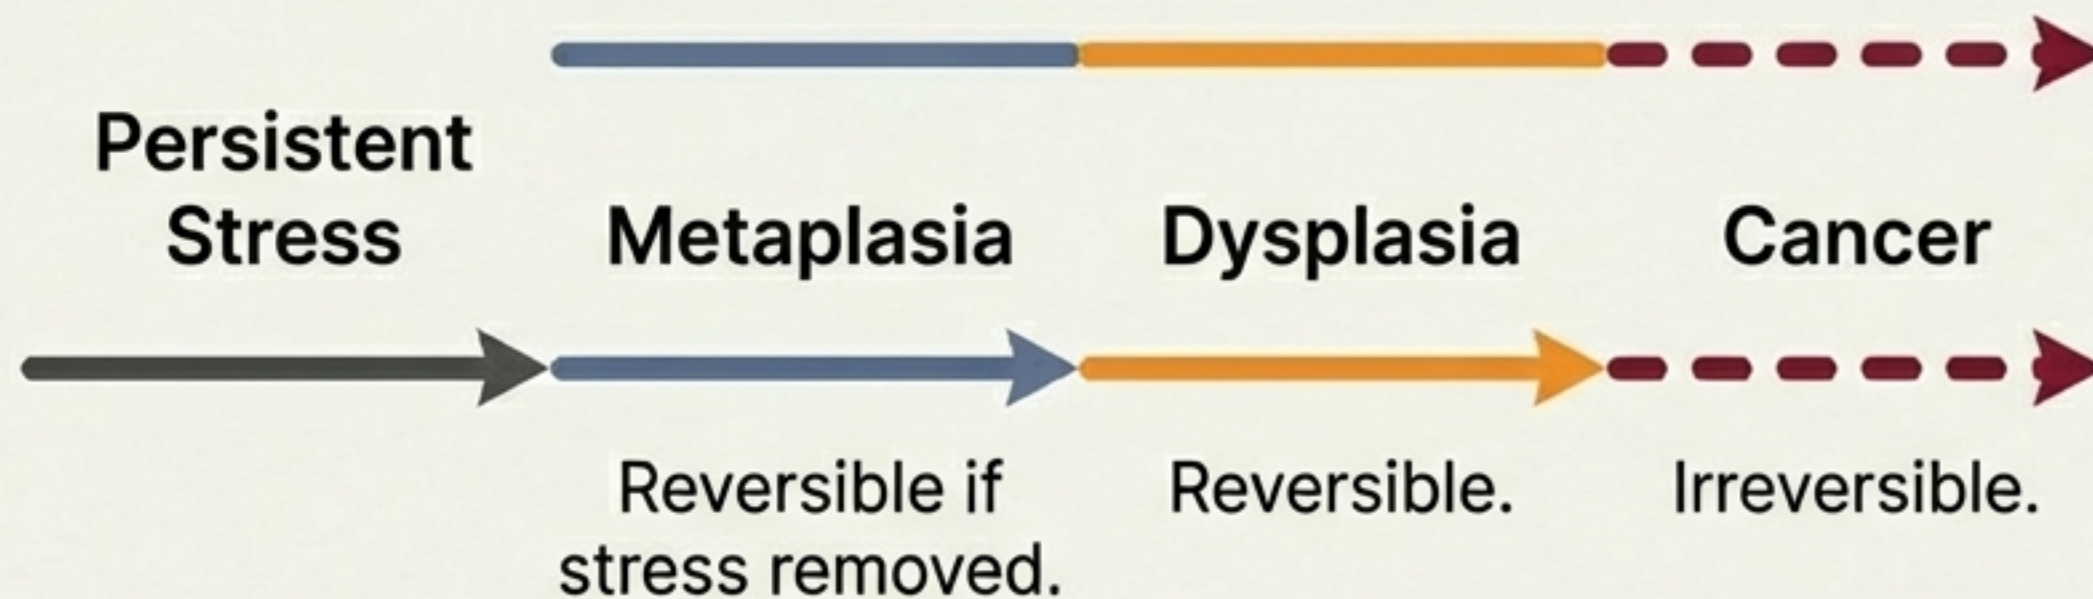 Persistent
Stress
Metaplasia
Dysplasia
Cancer
Reversible if
stress removed.
Reversible.
Irreversible.